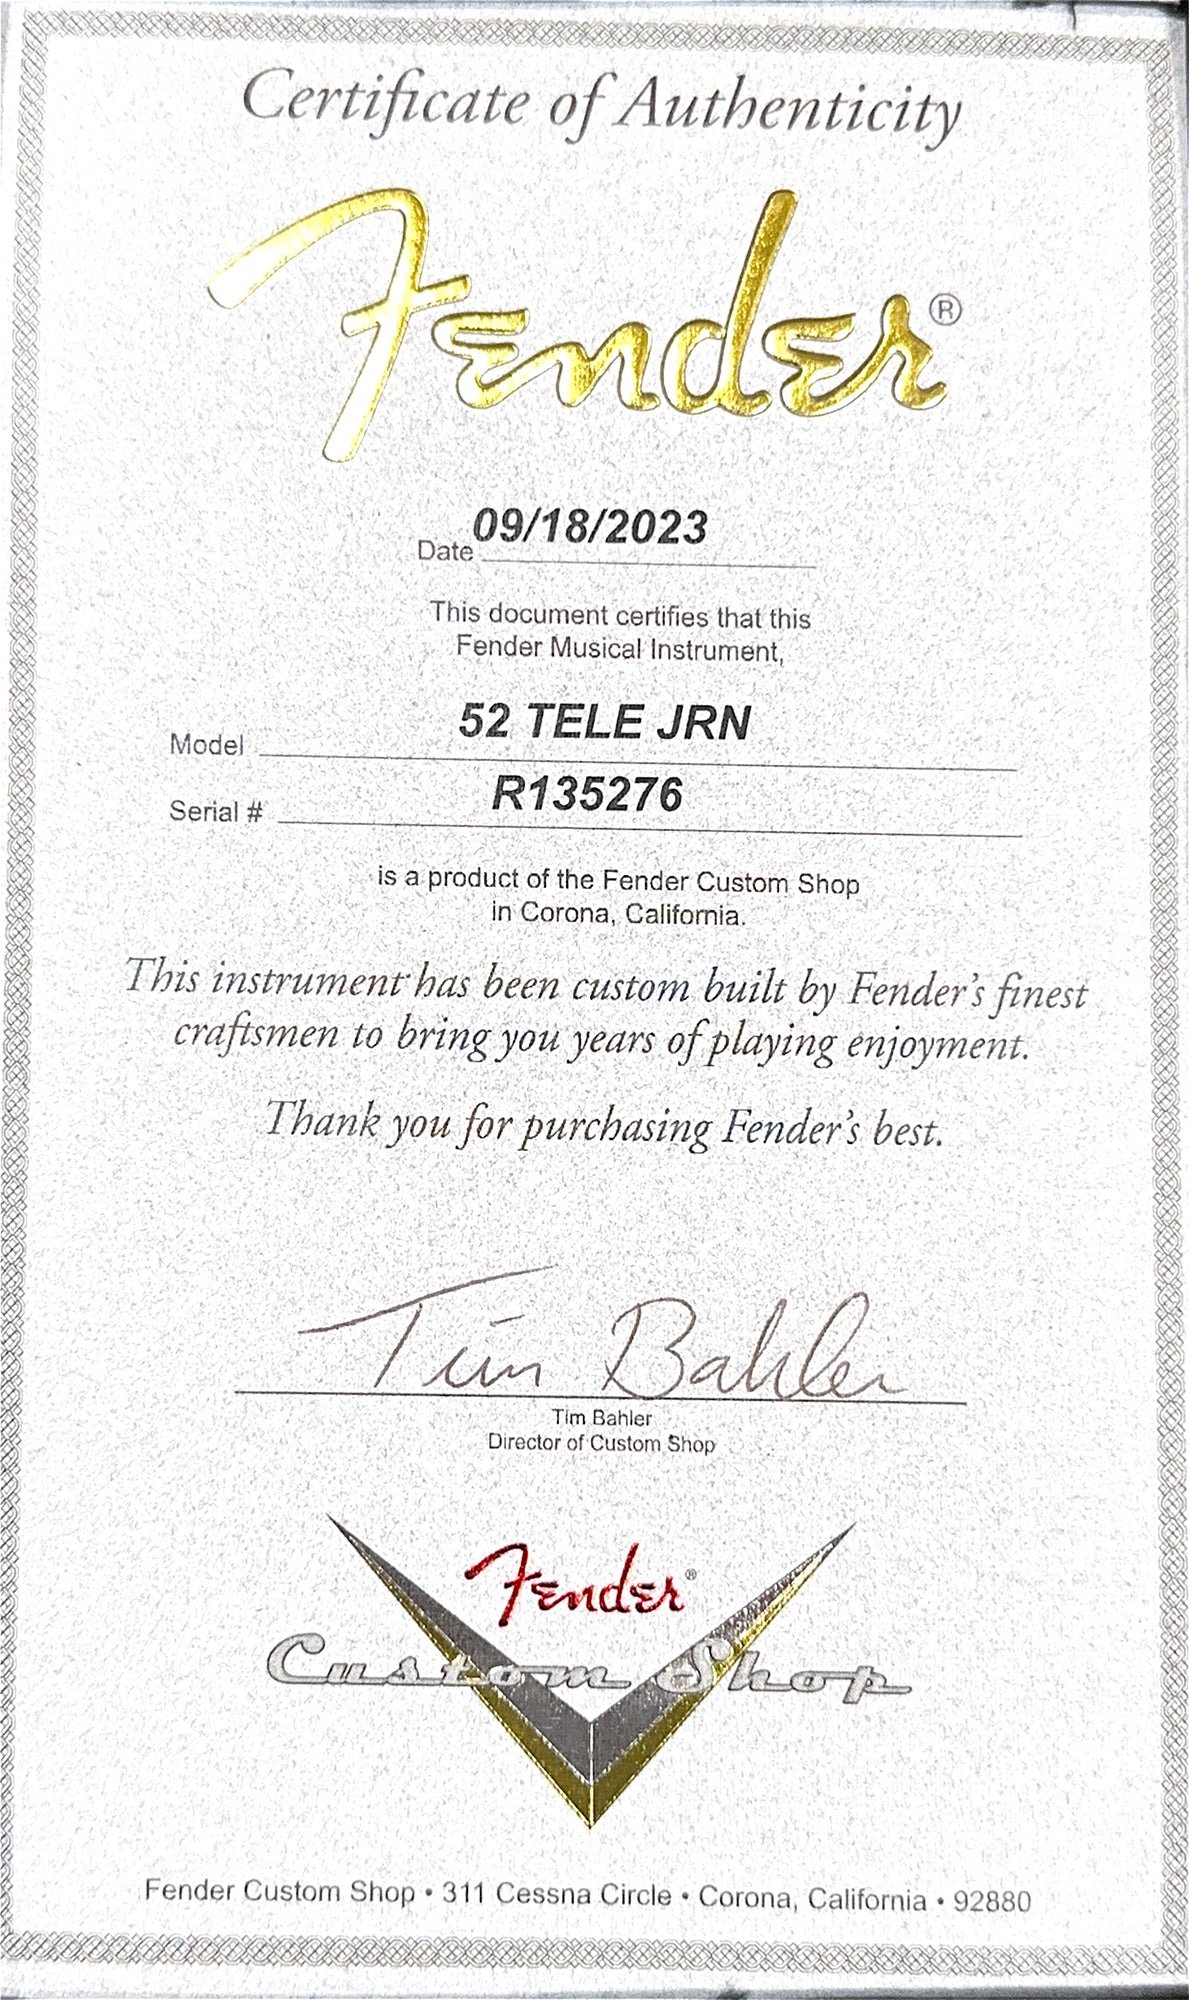 Certificate of Authenticity
Fender®
Date 09/18/2023
This document certifies that this
Fender Musical Instrument,
Model 52 TELE JRN
Serial # R135276
is a product of the Fender Custom Shop
in Corona, California.
This instrument has been custom built by Fender's finest
craftsmen to bring you years of playing enjoyment.
Thank you for purchasing Fender's best.
Tim Bahler
Tim Bahler
Director of Custom Shop
Fender®
Custom Shop
Fender Custom Shop • 311 Cessna Circle • Corona, California • 92880